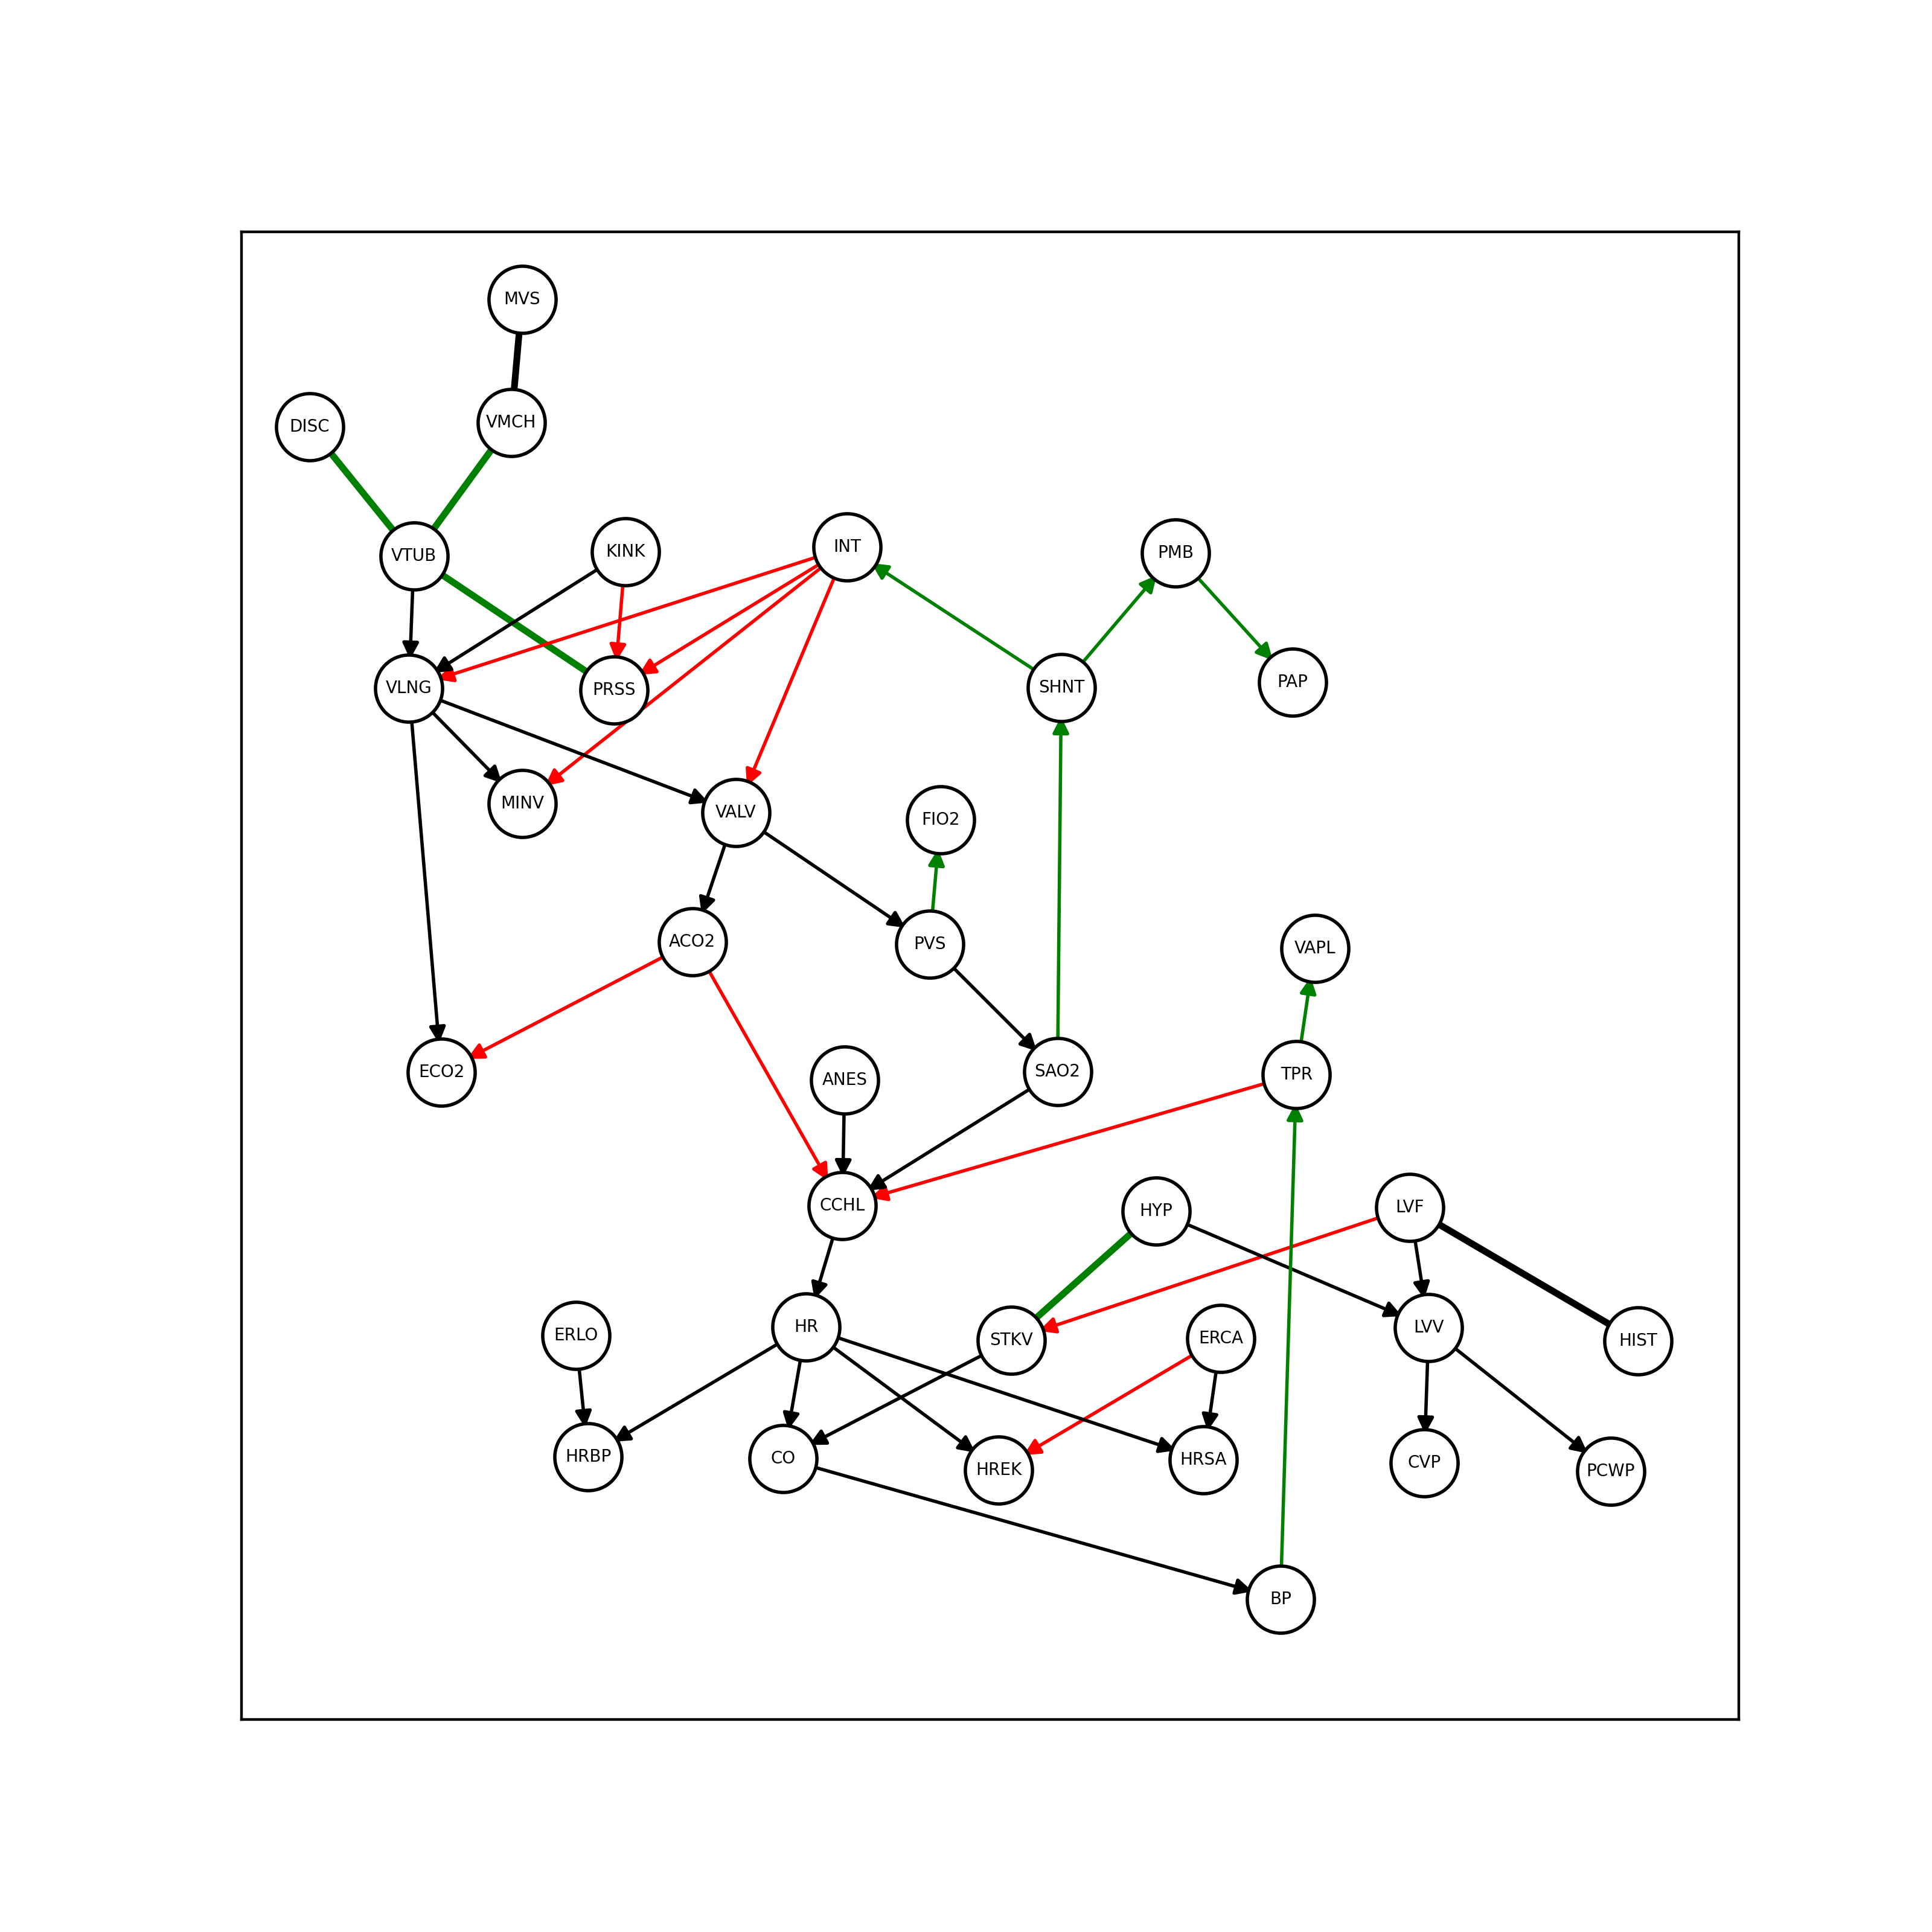 MVS
VMCH
DISC
VTUB
KINK
INT
PMB
VLNG
PRSS
SHNT
PAP
MINV
VALV
FIO2
ACO2
PVS
VAPL
ECO2
ANES
SAO2
TPR
CCHL
HYP
LVF
ERLO
HR
STKV
ERCA
LVV
HIST
HRBP
CO
HREK
HRSA
CVP
PCWP
BP